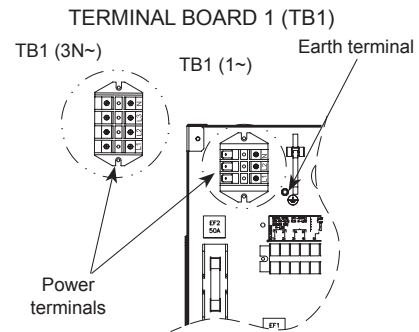 TERMINAL BOARD 1 (TB1)
TB1 (3N~)
TB1 (1~)
Earth terminal
EF2
50A
Power
terminals
EF1